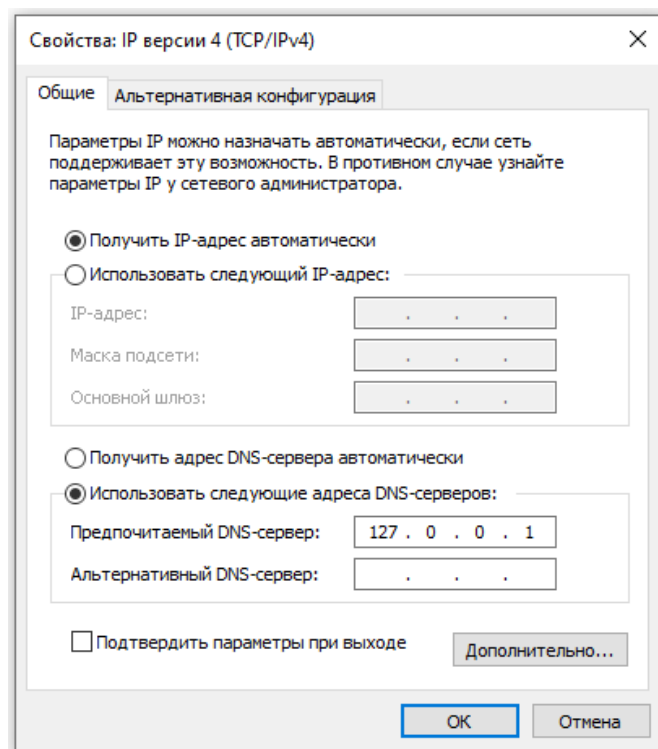 Свойства: IP версии 4 (TCP/IPv4)
Общие
Альтернативная конфигурация
Параметры IP можно назначать автоматически, если сеть
поддерживает эту возможность. В противном случае узнайте
параметры IP у сетевого администратора.
Получить IP-адрес автоматически
Использовать следующий IP-адрес:
IP-адрес: . . .
Маска подсети: . . .
Основной шлюз: . . .
Получить адрес DNS-сервера автоматически
Использовать следующие адреса DNS-серверов:
Предпочитаемый DNS-сервер: 127 . 0 . 0 . 1
Альтернативный DNS-сервер: . . .
Подтвердить параметры при выходе
Дополнительно...
ОК
Отмена